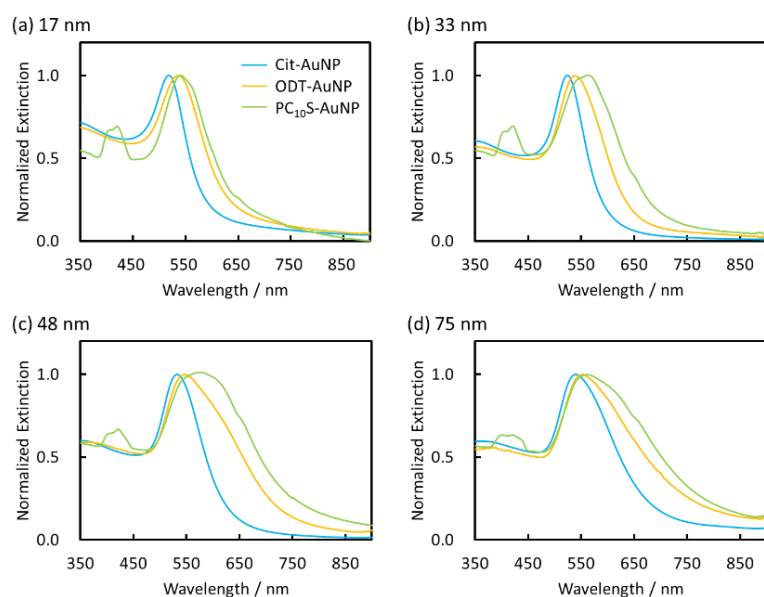 (a) 17 nm
Normalized Extinction
1.0
0.5
0.0
Cit-AuNP
ODT-AuNP
PC₁₀S-AuNP
350 450 550 650 750 850
Wavelength / nm
(b) 33 nm
Normalized Extinction
1.0
0.5
0.0
350 450 550 650 750 850
Wavelength / nm
(c) 48 nm
Normalized Extinction
1.0
0.5
0.0
350 450 550 650 750 850
Wavelength / nm
(d) 75 nm
Normalized Extinction
1.0
0.5
0.0
350 450 550 650 750 850
Wavelength / nm